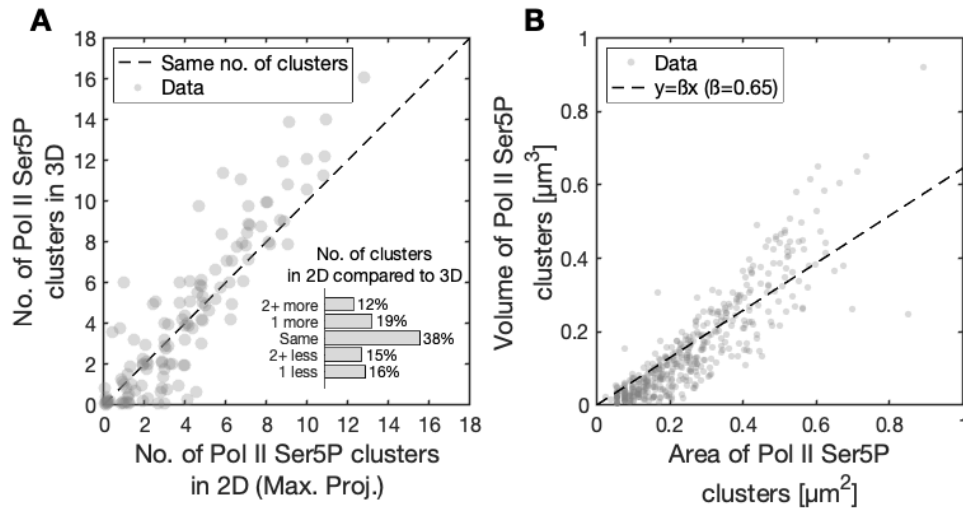 A
B
18
16
14
12
10
8
6
4
2
0
No. of Pol II Ser5P
clusters in 3D
Same no. of clusters
Data
No. of clusters
in 2D compared to 3D
2+ more 12%
1 more 19%
Same 38%
2+ less 15%
1 less 16%
0 2 4 6 8 10 12 14 16 18
No. of Pol II Ser5P clusters
in 2D (Max. Proj.)
1
0.8
0.6
0.4
0.2
0
Volume of Pol II Ser5P
clusters [µm³]
Data
y=ßx (ß=0.65)
0 0.2 0.4 0.6 0.8 1
Area of Pol II Ser5P
clusters [µm²]